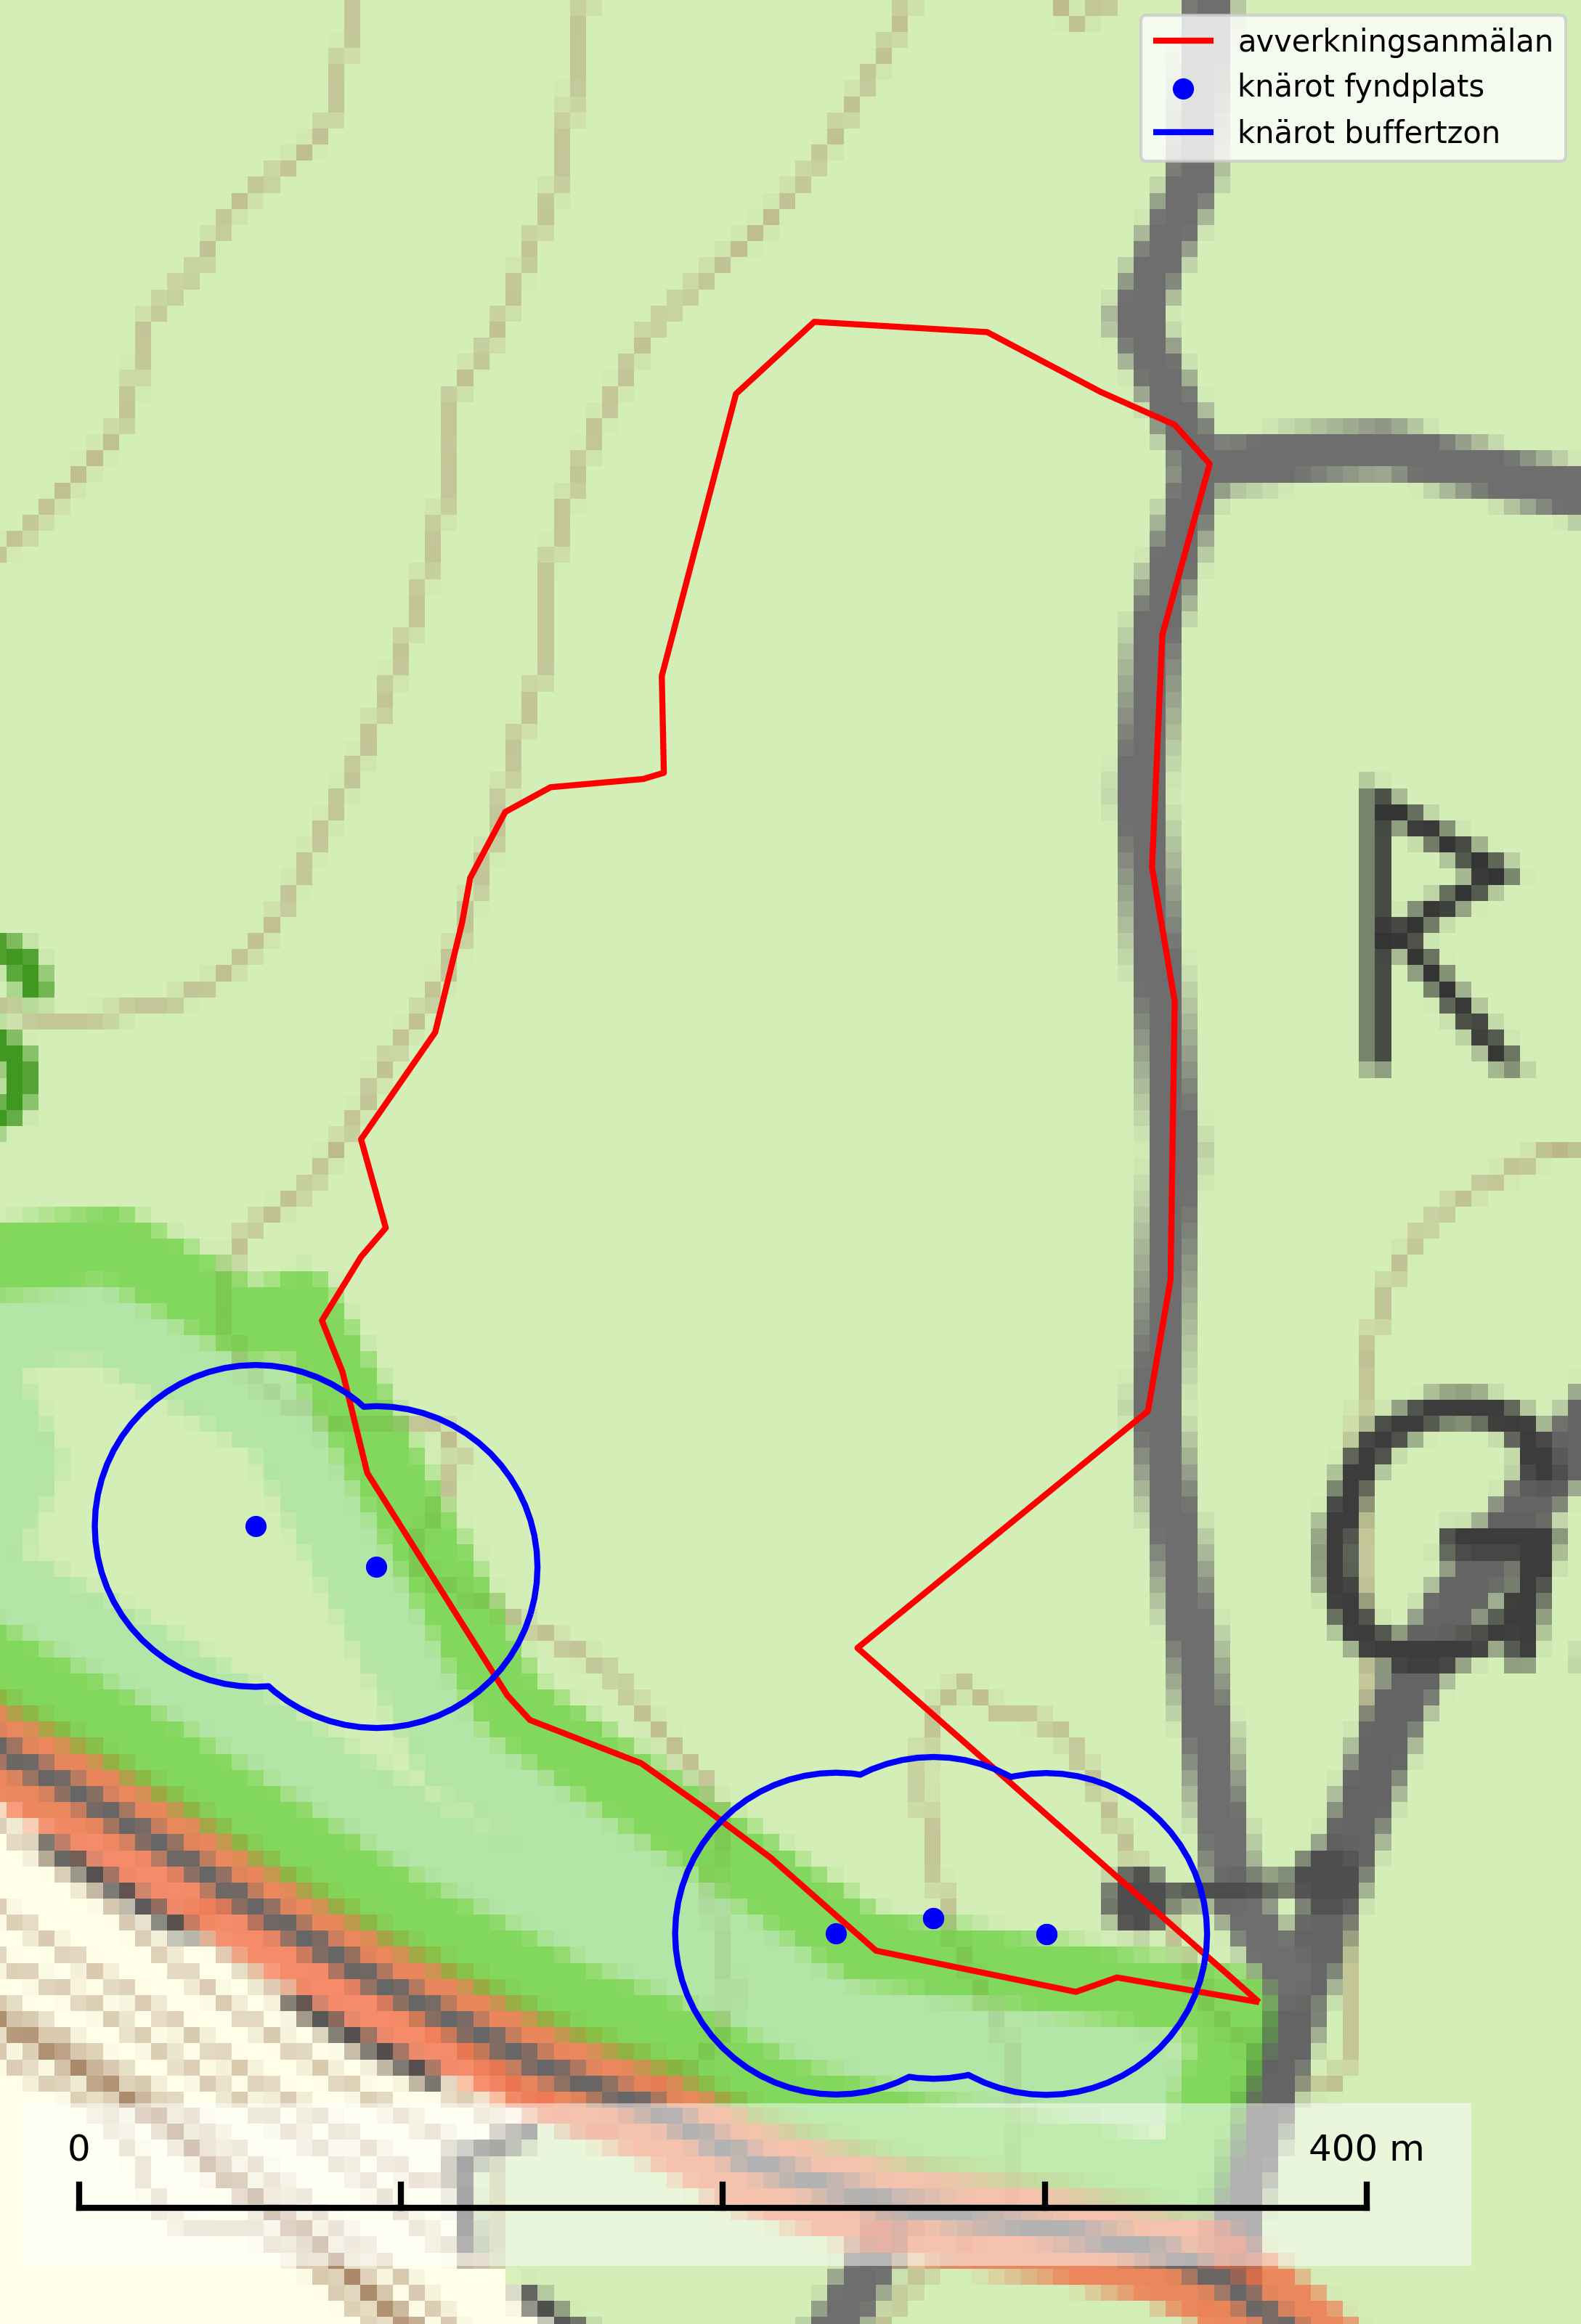 avverkningsanmälan
knärot fyndplats
knärot buffertzon
R
G
0 400 m